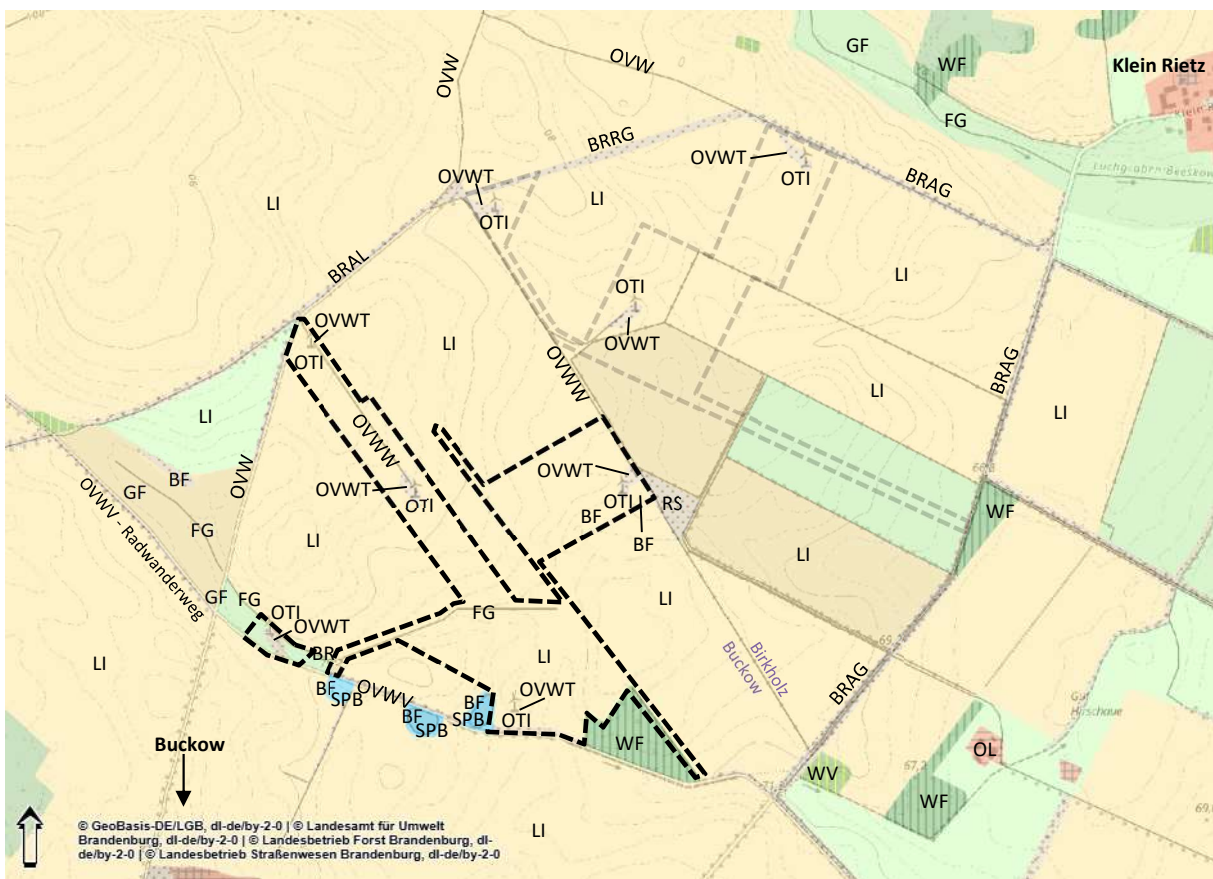 GF
OVW
OVW
WF
Klein Rietz
FG
BRRG
OVWT
OTI
BRAG
OVWT
OTI
LI
LI
LI
BRAL
OTI
OVWT
OVWT
OTI
LI
OVWW
BRAG
LI
LI
LI
OVWW
OVW
BF
GF
FG
OVWT
OTI
OVWT
OTI
RS
BF
BF
WF
LI
LI
OVWV - Radwanderweg
GF
FG
OTI
OVWT
FG
LI
BR
LI
LI
Birkholz
Buckow
69.2
BRAG
BF
SPB
OVWV
BF
SPB
BF
SPB
OVWT
OTI
WF
Buckow
WV
67.2
WF
OL
LI
© GeoBasis-DE/LGB, dl-de/by-2-0 | © Landesamt für Umwelt
Brandenburg, dl-de/by-2-0 | © Landesbetrieb Forst Brandenburg, dl-
de/by-2-0 | © Landesbetrieb Straßenwesen Brandenburg, dl-de/by-2-0